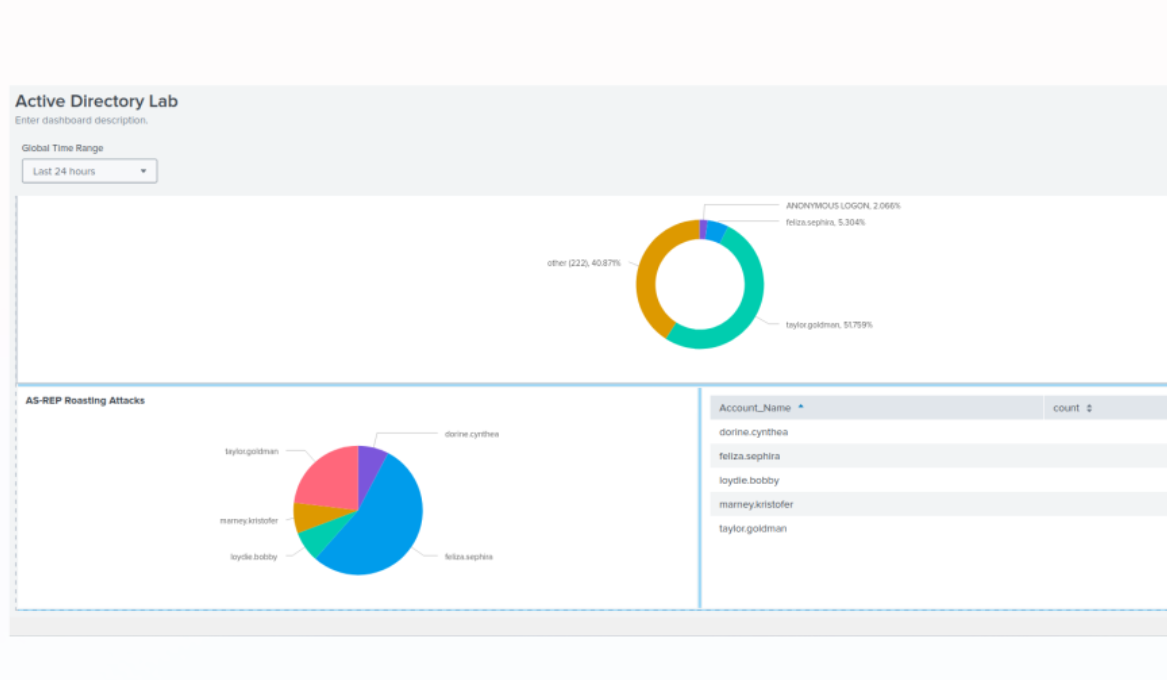 Active Directory Lab
Enter dashboard description.
Global Time Range
Last 24 hours
ANONYMOUS LOGON, 2.066%
feliza.sephira, 5.304%
other (222), 40.871%
taylor.goldman, 51.759%
AS-REP Roasting Attacks
dorine.cynthea
taylor.goldman
marney.kristofer
loydie.bobby
feliza.sephira
Account_Name count
dorine.cynthea
feliza.sephira
loydie.bobby
marney.kristofer
taylor.goldman